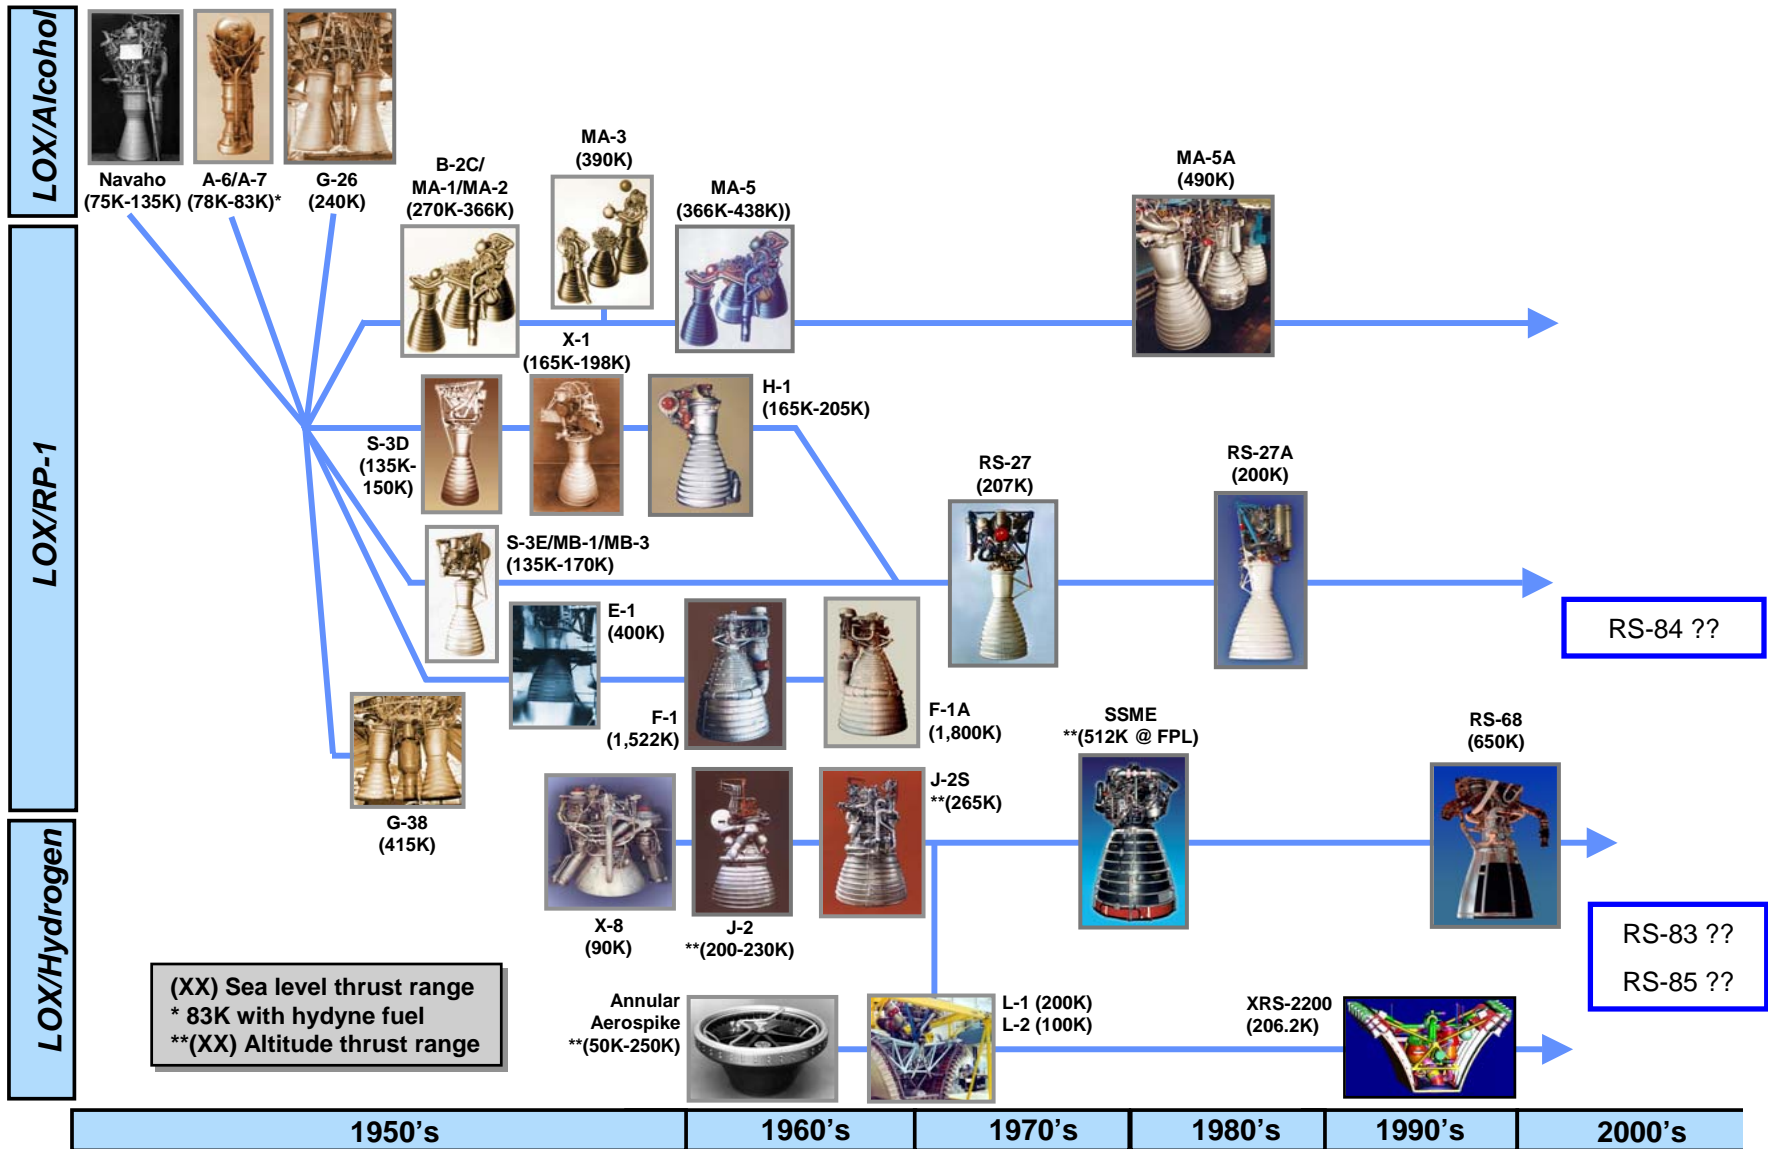 LOX/Alcohol
Navaho
(75K-135K)
A-6/A-7
(78K-83K)*
G-26
(240K)
LOX/RP-1
B-2C/
MA-1/MA-2
(270K-366K)
MA-3
(390K)
MA-5
(366K-438K))
MA-5A
(490K)
X-1
(165K-198K)
S-3D
(135K-
150K)
H-1
(165K-205K)
RS-27
(207K)
RS-27A
(200K)
S-3E/MB-1/MB-3
(135K-170K)
E-1
(400K)
RS-84 ??
F-1
(1,522K)
F-1A
(1,800K)
G-38
(415K)
LOX/Hydrogen
SSME
**(512K @ FPL)
RS-68
(650K)
J-2S
**(265K)
X-8
(90K)
J-2
**(200-230K)
RS-83 ??
RS-85 ??
Annular
Aerospike
**(50K-250K)
L-1 (200K)
L-2 (100K)
XRS-2200
(206.2K)
(XX) Sea level thrust range
* 83K with hydyne fuel
**(XX) Altitude thrust range
1950's
1960's
1970's
1980's
1990's
2000's